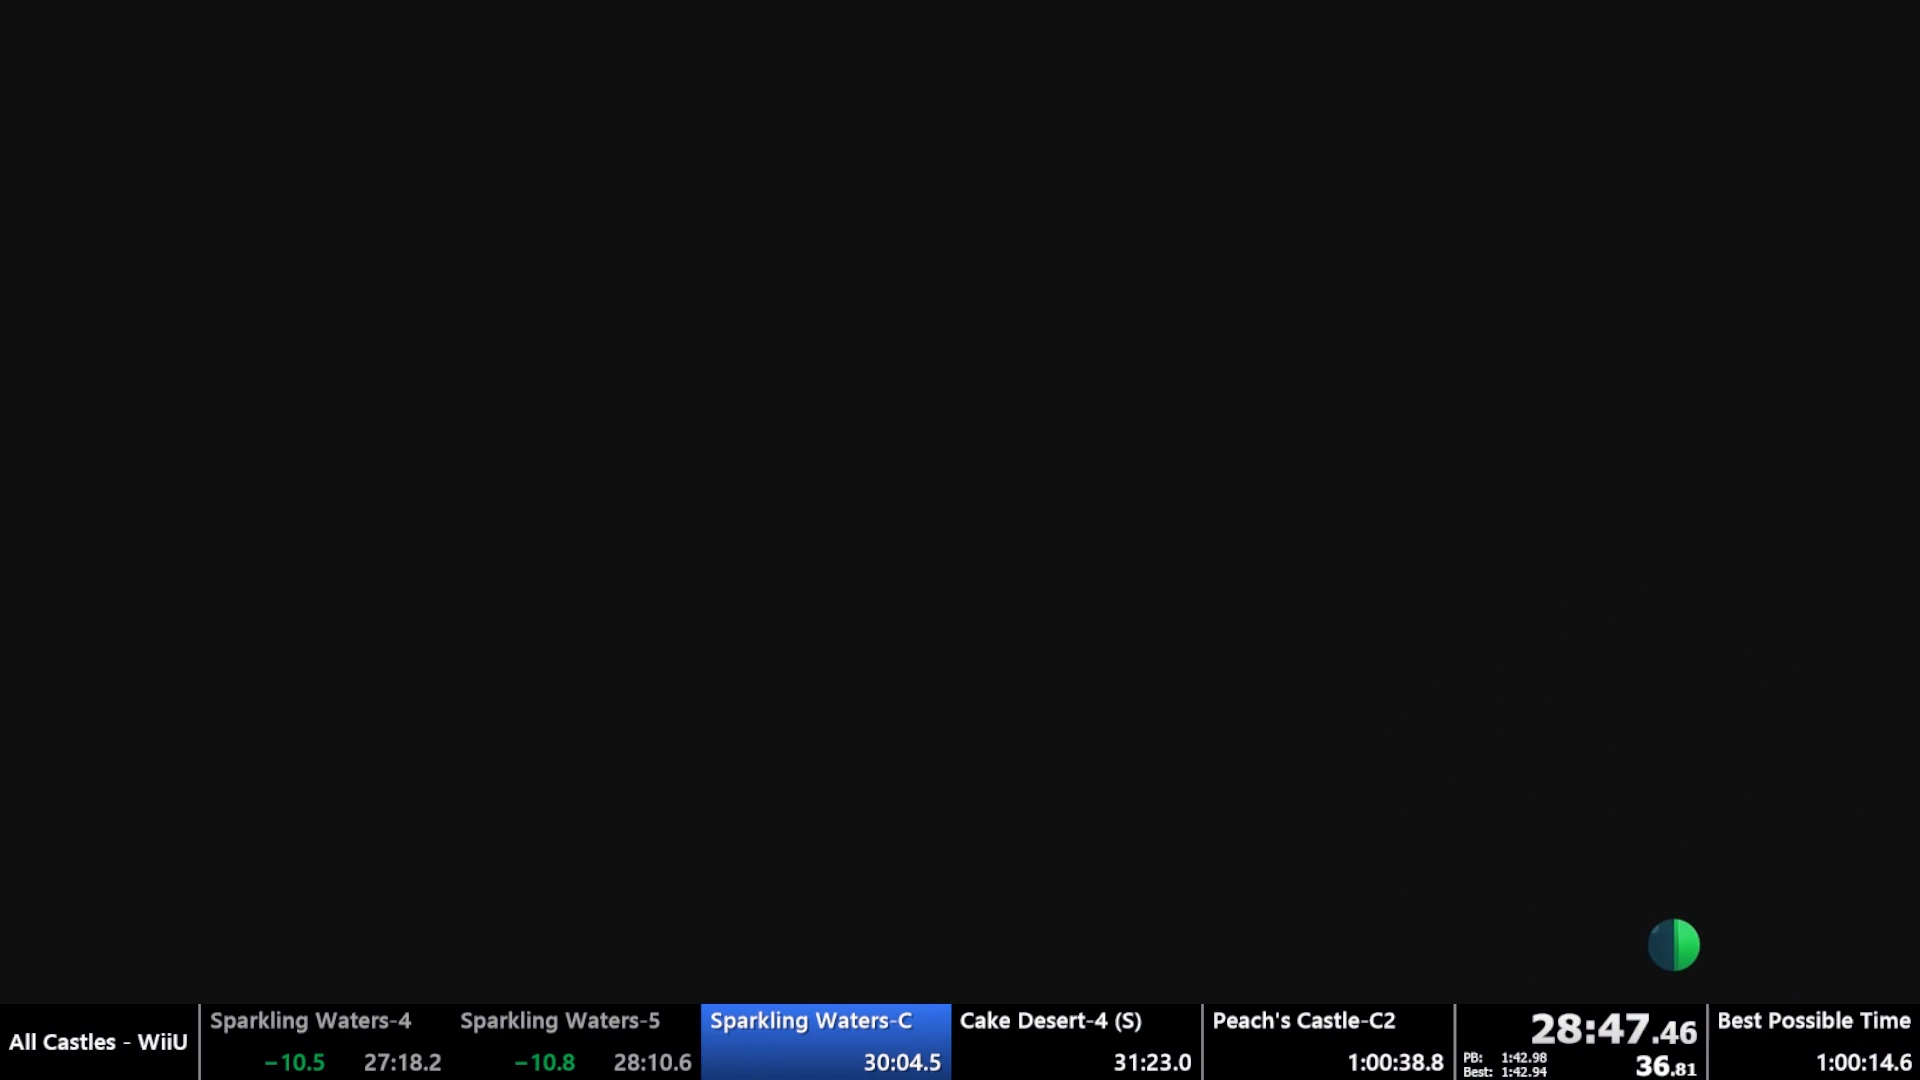 All Castles - WiiU
Sparkling Waters-4
−10.5 27:18.2
Sparkling Waters-5
−10.8 28:10.6
Sparkling Waters-C
30:04.5
Cake Desert-4 (S)
31:23.0
Peach's Castle-C2
1:00:38.8
28:47.46
PB: 1:42.98
Best: 1:42.94
36.81
Best Possible Time
1:00:14.6